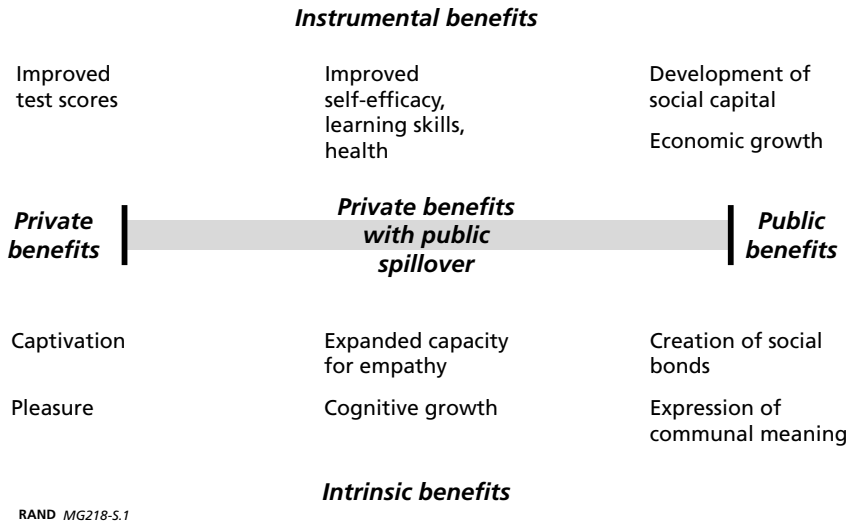 Instrumental benefits
Improved
test scores
Improved
self-efficacy,
learning skills,
health
Development of
social capital
Economic growth
Private
benefits
Private benefits
with public
spillover
Public
benefits
Captivation
Pleasure
Expanded capacity
for empathy
Cognitive growth
Creation of social
bonds
Expression of
communal meaning
Intrinsic benefits
RAND MG218-S.1